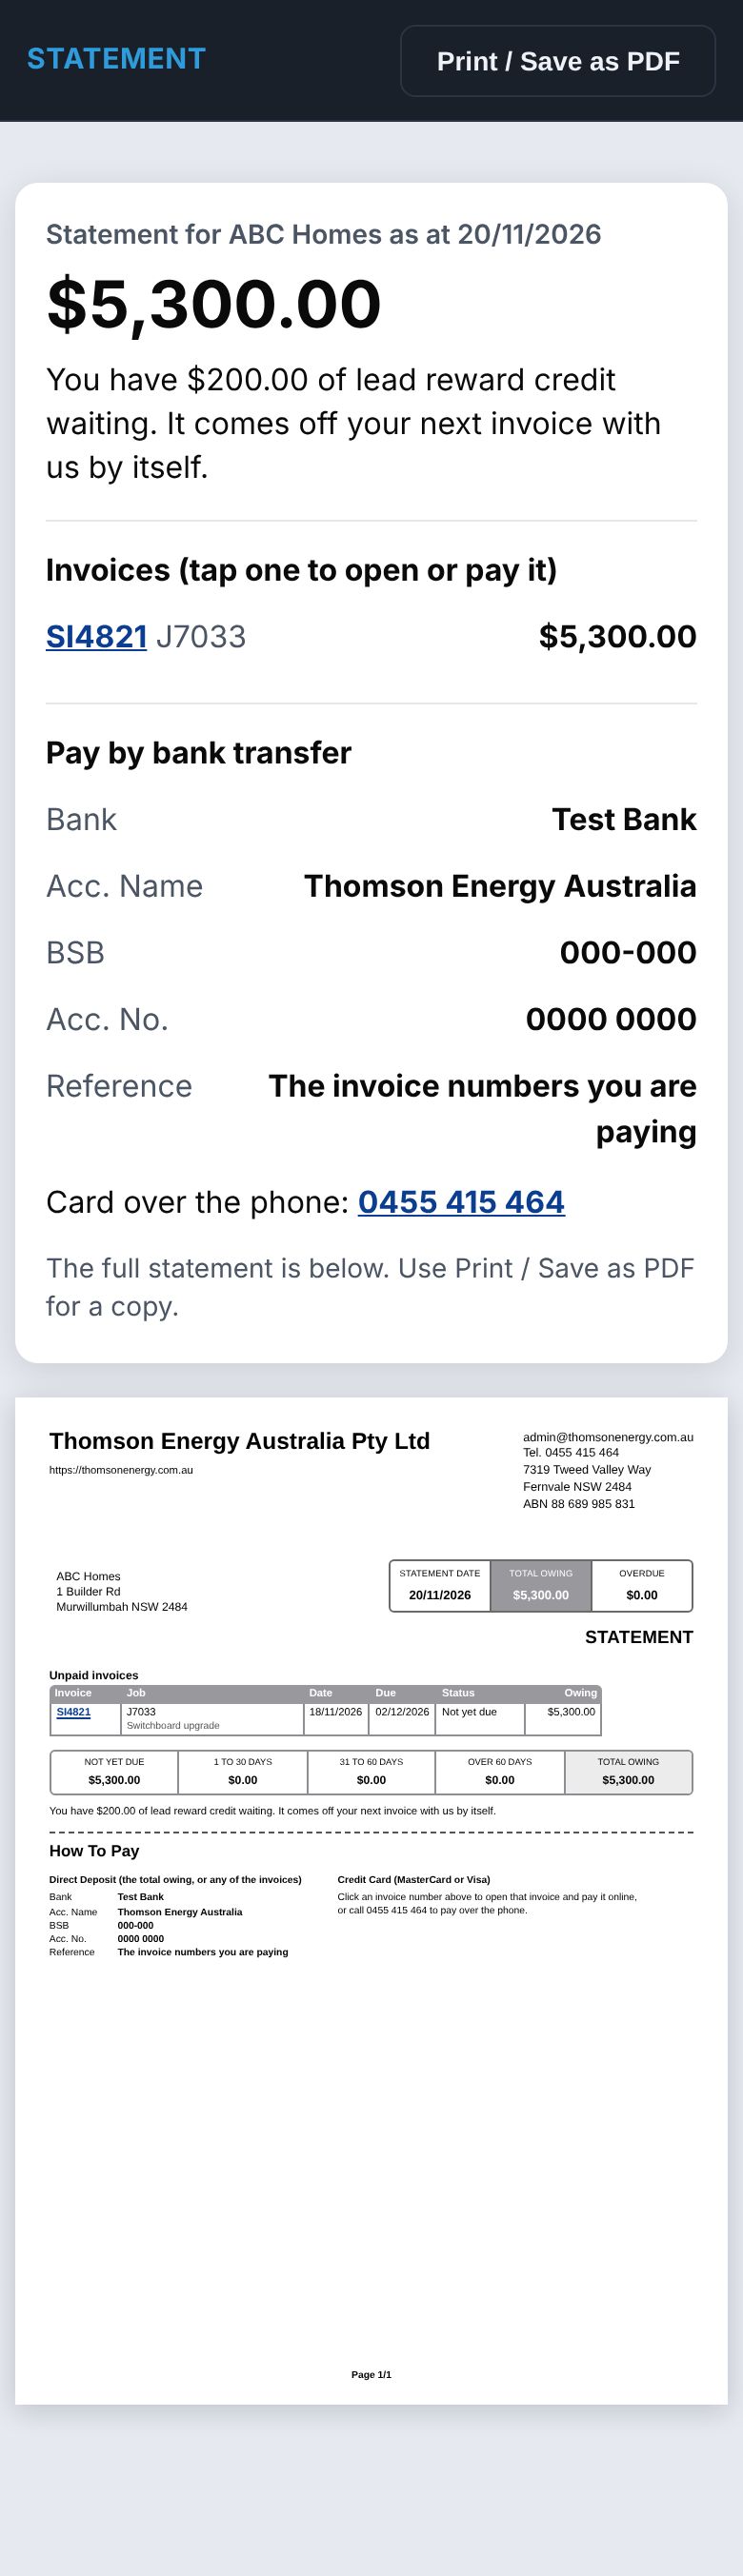 STATEMENT
Print / Save as PDF
Statement for ABC Homes as at 20/11/2026
$5,300.00
You have $200.00 of lead reward credit
waiting. It comes off your next invoice with
us by itself.
Invoices (tap one to open or pay it)
SI4821 J7033 $5,300.00
Pay by bank transfer
Bank Test Bank
Acc. Name Thomson Energy Australia
BSB 000-000
Acc. No. 0000 0000
Reference The invoice numbers you are
paying
Card over the phone: 0455 415 464
The full statement is below. Use Print / Save as PDF
for a copy.
Thomson Energy Australia Pty Ltd
https://thomsonenergy.com.au
admin@thomsonenergy.com.au
Tel. 0455 415 464
7319 Tweed Valley Way
Fernvale NSW 2484
ABN 88 689 985 831
ABC Homes
1 Builder Rd
Murwillumbah NSW 2484
STATEMENT DATE TOTAL OWING OVERDUE
20/11/2026 $5,300.00 $0.00
STATEMENT
Unpaid invoices
Invoice Job Date Due Status Owing
SI4821 J7033 18/11/2026 02/12/2026 Not yet due $5,300.00
Switchboard upgrade
NOT YET DUE 1 TO 30 DAYS 31 TO 60 DAYS OVER 60 DAYS TOTAL OWING
$5,300.00 $0.00 $0.00 $0.00 $5,300.00
You have $200.00 of lead reward credit waiting. It comes off your next invoice with us by itself.
How To Pay
Direct Deposit (the total owing, or any of the invoices)
Bank Test Bank
Acc. Name Thomson Energy Australia
BSB 000-000
Acc. No. 0000 0000
Reference The invoice numbers you are paying
Credit Card (MasterCard or Visa)
Click an invoice number above to open that invoice and pay it online,
or call 0455 415 464 to pay over the phone.
Page 1/1